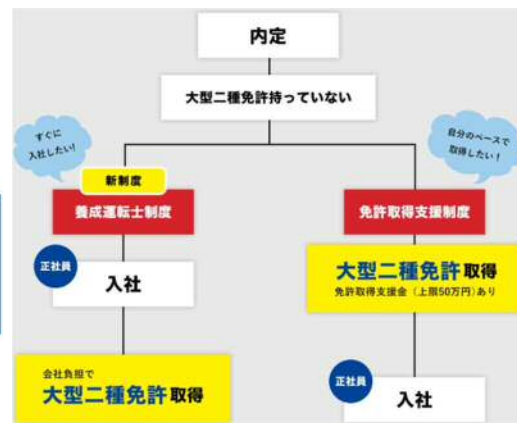 内定
大型二種免許持っていない
すぐに
入社したい!
新制度
養成運転士制度
正社員
入社
会社負担で
大型二種免許取得
自分のペースで
取得したい!
免許取得支援制度
大型二種免許取得
免許取得支援金(上限50万円)あり
正社員
入社